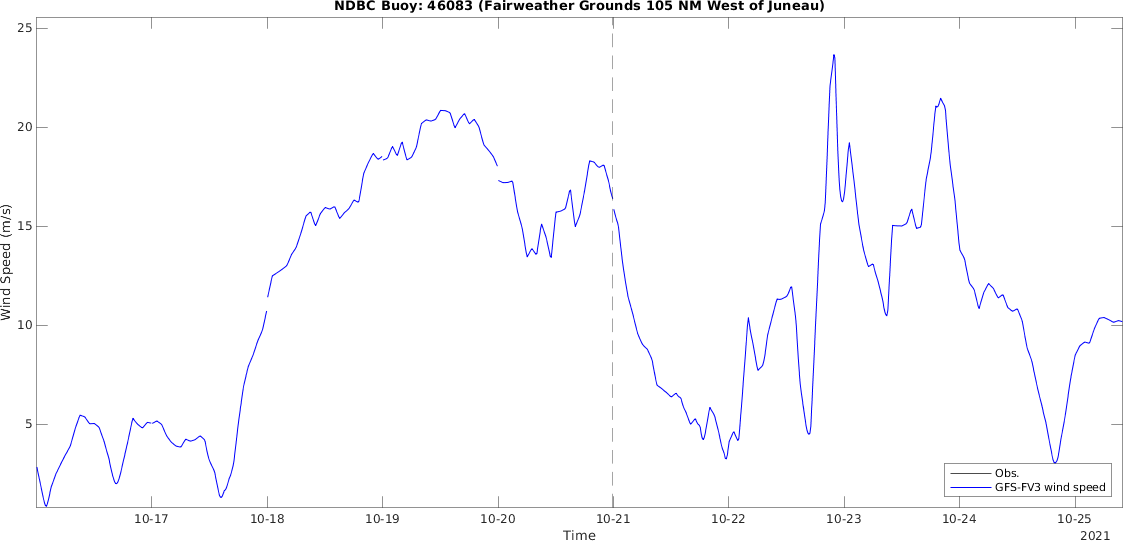 NDBC Buoy: 46083 (Fairweather Grounds 105 NM West of Juneau)
25
20
15
10
5
Wind Speed (m/s)
10-17 10-18 10-19 10-20 10-21 10-22 10-23 10-24 10-25
Time
2021
Obs.
GFS-FV3 wind speed